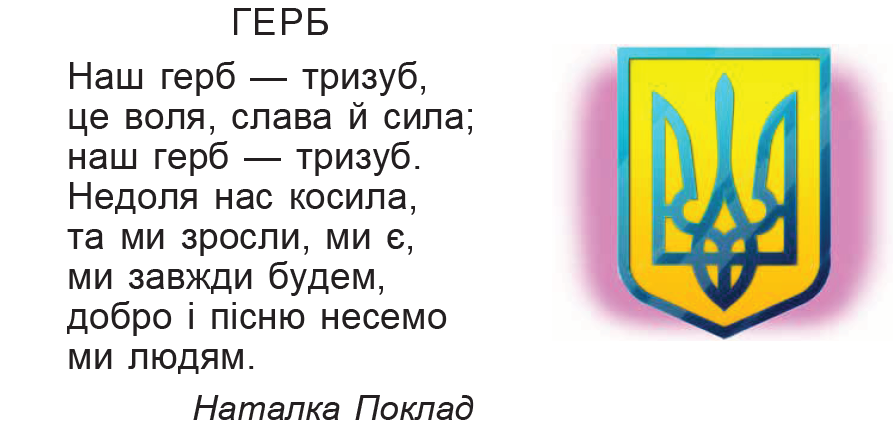 ГЕРБ
Наш герб — тризуб,
це воля, слава й сила;
наш герб — тризуб.
Недоля нас косила,
та ми зросли, ми є,
ми завжди будем,
добро і пісню несемо
ми людям.
Наталка Поклад